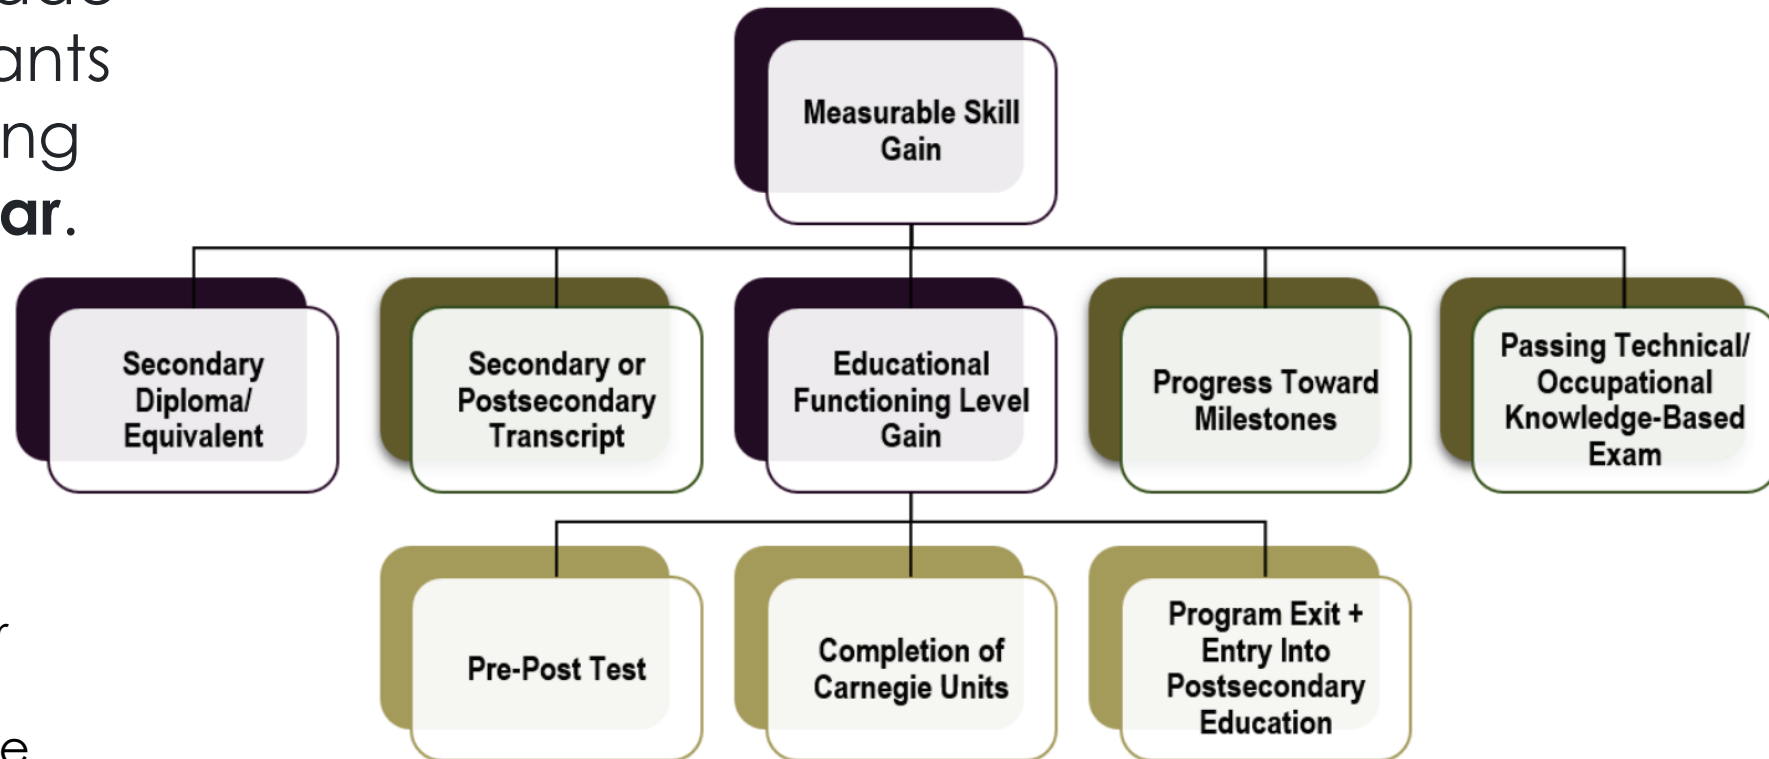 ants
ng
ar.
Measurable Skill
Gain
Secondary
Diploma/
Equivalent
Secondary or
Postsecondary
Transcript
Educational
Functioning Level
Gain
Progress Toward
Milestones
Passing Technical/
Occupational
Knowledge-Based
Exam
r
e
Pre-Post Test
Completion of
Carnegie Units
Program Exit +
Entry Into
Postsecondary
Education